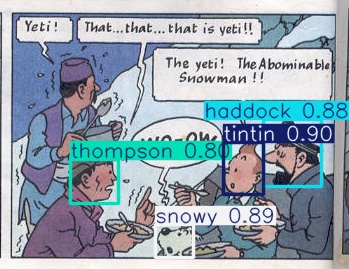 Yeti!
That...that...that is yeti!!
The yeti! The Abominable
Snowman!!
haddock 0.88
tintin 0.90
thompson 0.80
snowy 0.89